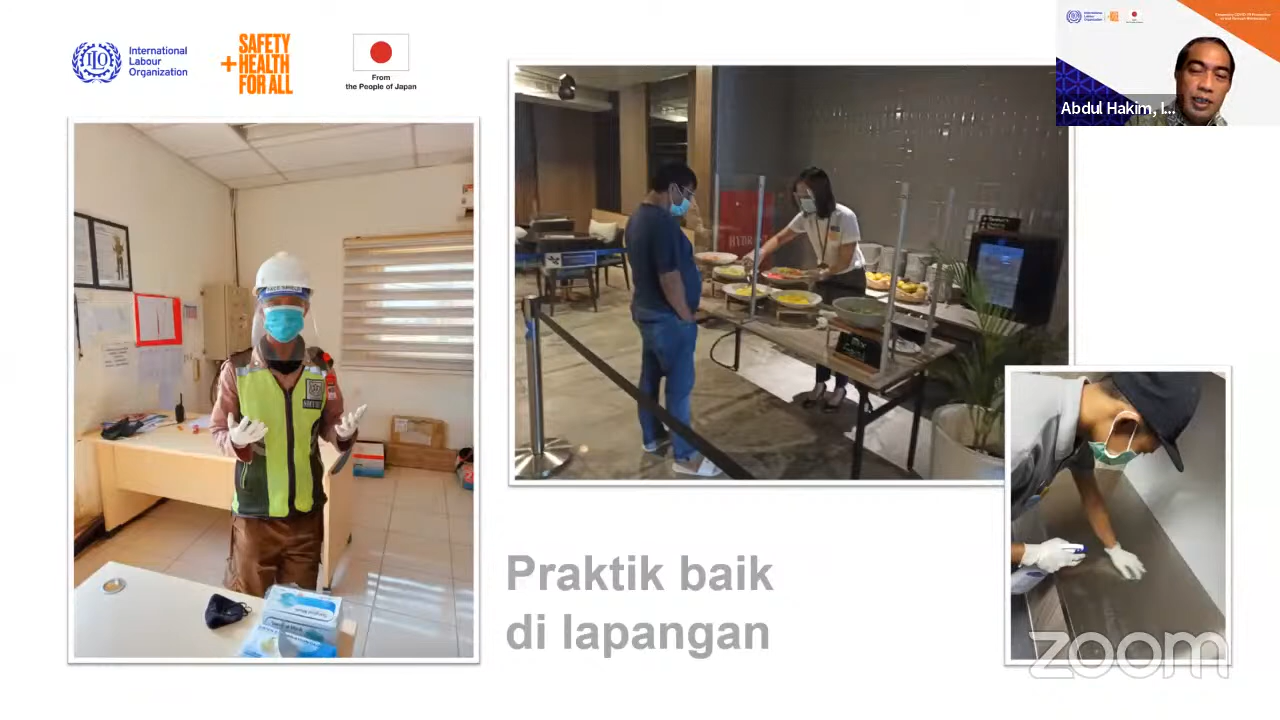 International
Labour
Organization
SAFETY
+HEALTH
FOR ALL
From
the People of Japan
Abdul Hakim, I...
Praktik baik
di lapangan
zoom